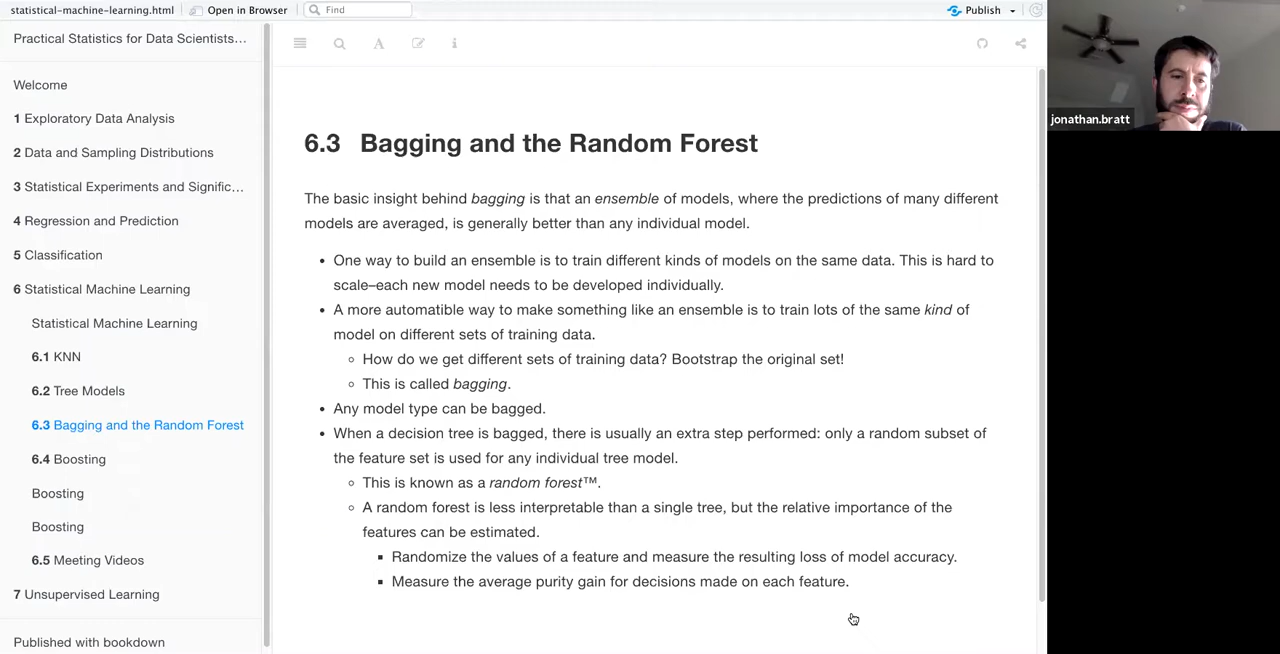 statistical-machine-learning.html
Open in Browser
Find
Publish
Practical Statistics for Data Scientists...
Welcome
1 Exploratory Data Analysis
2 Data and Sampling Distributions
3 Statistical Experiments and Signific...
4 Regression and Prediction
5 Classification
6 Statistical Machine Learning
Statistical Machine Learning
6.1 KNN
6.2 Tree Models
6.3 Bagging and the Random Forest
6.4 Boosting
Boosting
Boosting
6.5 Meeting Videos
7 Unsupervised Learning
Published with bookdown
6.3 Bagging and the Random Forest
The basic insight behind bagging is that an ensemble of models, where the predictions of many different
models are averaged, is generally better than any individual model.
• One way to build an ensemble is to train different kinds of models on the same data. This is hard to
scale–each new model needs to be developed individually.
• A more automatible way to make something like an ensemble is to train lots of the same kind of
model on different sets of training data.
◦ How do we get different sets of training data? Bootstrap the original set!
◦ This is called bagging.
• Any model type can be bagged.
• When a decision tree is bagged, there is usually an extra step performed: only a random subset of
the feature set is used for any individual tree model.
◦ This is known as a random forest™.
◦ A random forest is less interpretable than a single tree, but the relative importance of the
features can be estimated.
▪ Randomize the values of a feature and measure the resulting loss of model accuracy.
▪ Measure the average purity gain for decisions made on each feature.
jonathan.bratt